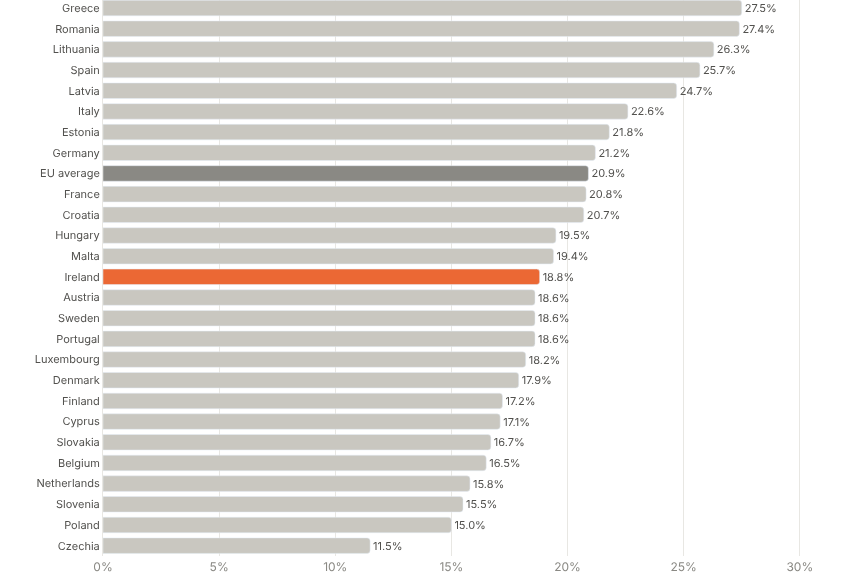 Greece 27.5%
Romania 27.4%
Lithuania 26.3%
Spain 25.7%
Latvia 24.7%
Italy 22.6%
Estonia 21.8%
Germany 21.2%
EU average 20.9%
France 20.8%
Croatia 20.7%
Hungary 19.5%
Malta 19.4%
Ireland 18.8%
Austria 18.6%
Sweden 18.6%
Portugal 18.6%
Luxembourg 18.2%
Denmark 17.9%
Finland 17.2%
Cyprus 17.1%
Slovakia 16.7%
Belgium 16.5%
Netherlands 15.8%
Slovenia 15.5%
Poland 15.0%
Czechia 11.5%
0% 5% 10% 15% 20% 25% 30%